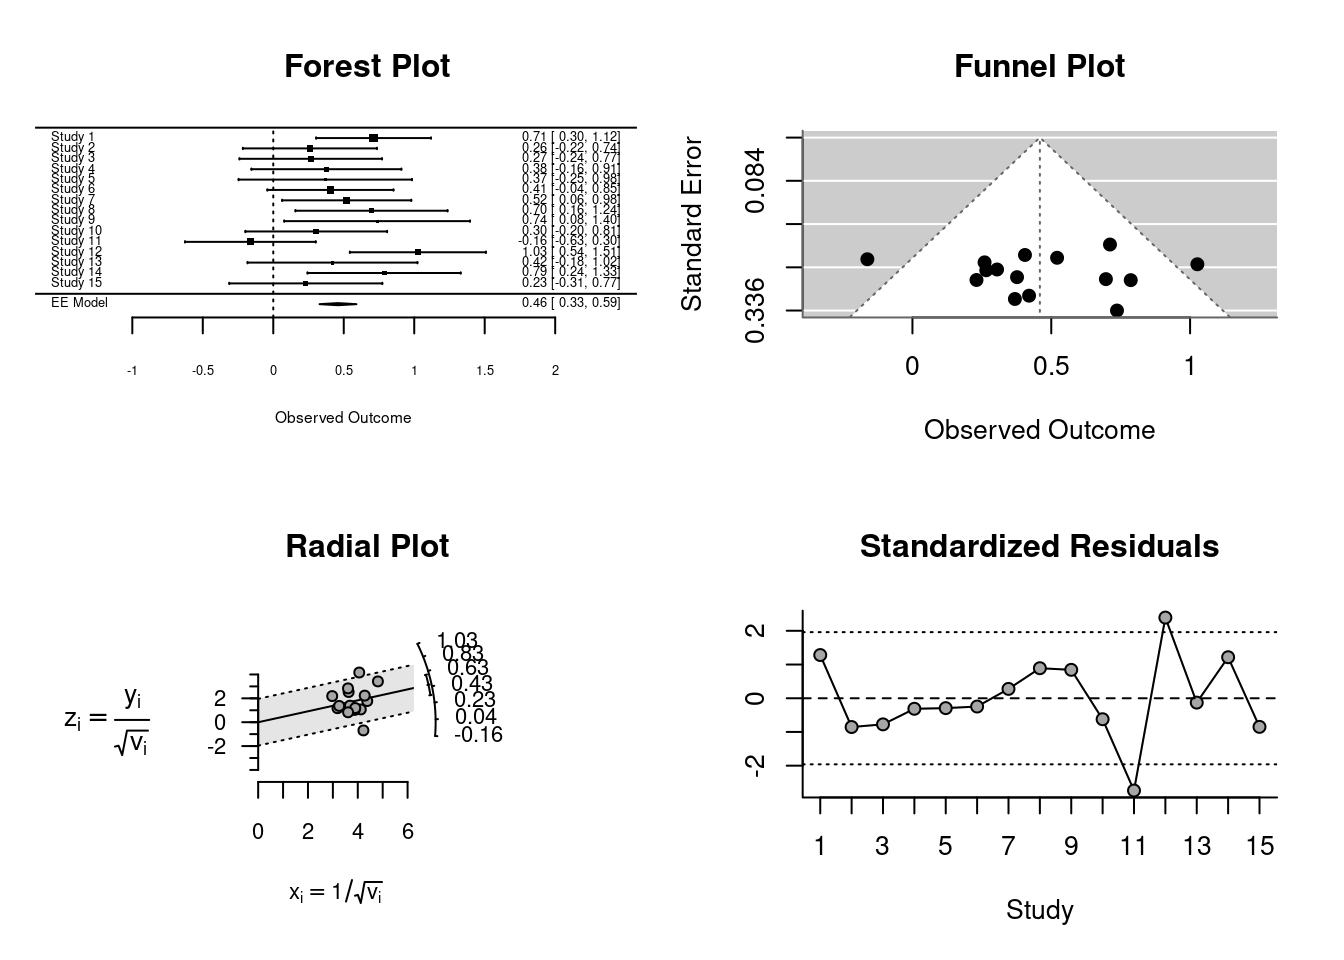 Forest Plot
Study 1 0.71 [ 0.30, 1.12]
Study 2 0.26 [-0.22, 0.74]
Study 3 0.27 [-0.24, 0.77]
Study 4 0.38 [-0.16, 0.91]
Study 5 0.37 [-0.25, 0.98]
Study 6 0.41 [-0.04, 0.85]
Study 7 0.52 [ 0.06, 0.98]
Study 8 0.70 [ 0.16, 1.24]
Study 9 0.74 [ 0.08, 1.40]
Study 10 0.30 [-0.20, 0.81]
Study 11 -0.16 [-0.63, 0.30]
Study 12 1.03 [ 0.54, 1.51]
Study 13 0.42 [-0.18, 1.02]
Study 14 0.79 [ 0.24, 1.33]
Study 15 0.23 [-0.31, 0.77]
EE Model 0.46 [ 0.33, 0.59]
-1 -0.5 0 0.5 1 1.5 2
Observed Outcome
Funnel Plot
Standard Error
0.084
0.336
0 0.5 1
Observed Outcome
Radial Plot
zᵢ = yᵢ / √vᵢ
2
0
-2
1.03
0.83
0.63
0.43
0.23
0.04
-0.16
0 2 4 6
xᵢ = 1/√vᵢ
Standardized Residuals
2
0
-2
1 3 5 7 9 11 13 15
Study